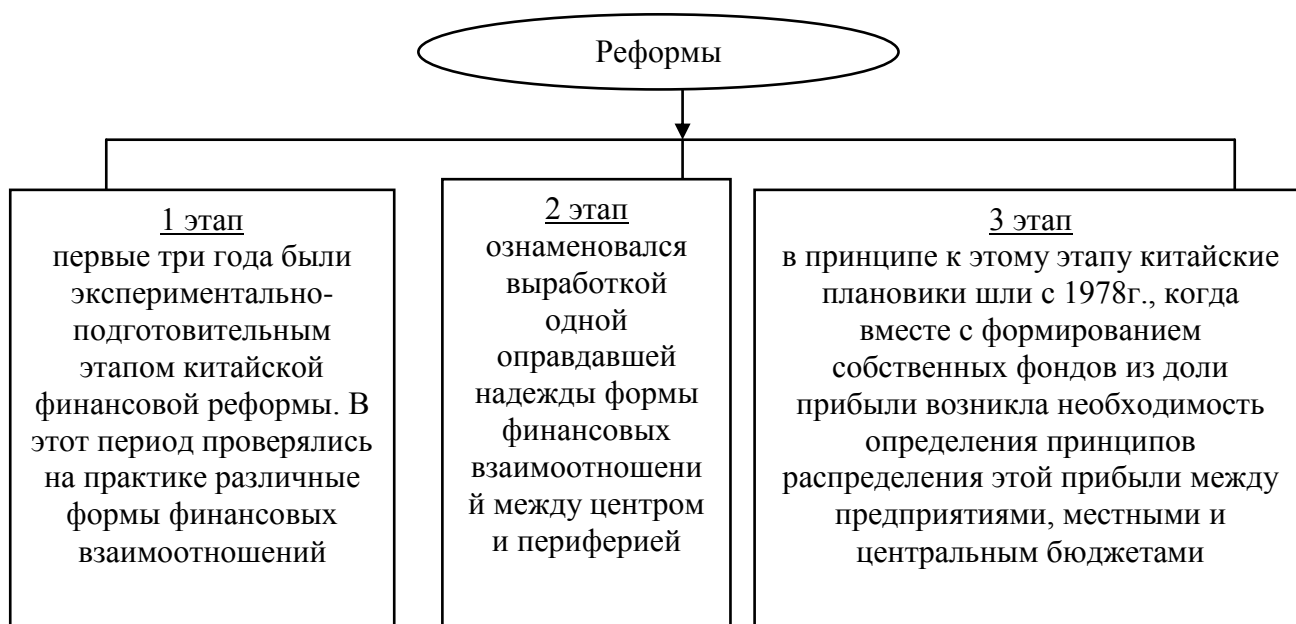 Реформы
1 этап
первые три года были
экспериментально-
подготовительным
этапом китайской
финансовой реформы. В
этот период проверялись
на практике различные
формы финансовых
взаимоотношений
2 этап
ознаменовался
выработкой
одной
оправдавшей
надежды формы
финансовых
взаимоотношени
й между центром
и периферией
3 этап
в принципе к этому этапу китайские
плановики шли с 1978г., когда
вместе с формированием
собственных фондов из доли
прибыли возникла необходимость
определения принципов
распределения этой прибыли между
предприятиями, местными и
центральным бюджетами